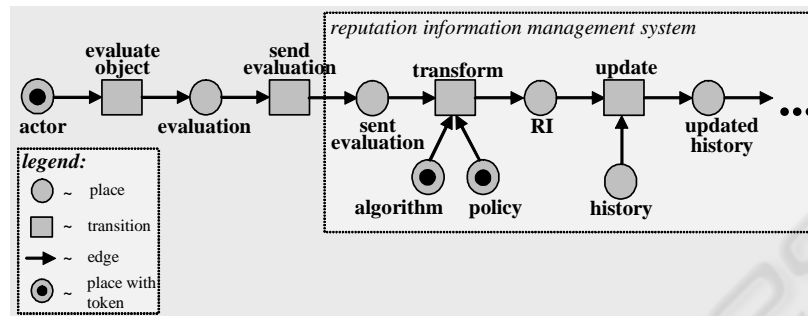 reputation information management system
evaluate
object
send
evaluation
transform
update
actor
evaluation
sent
evaluation
RI
updated
history
...
algorithm
policy
history
legend:
~ place
~ transition
~ edge
~ place with
token